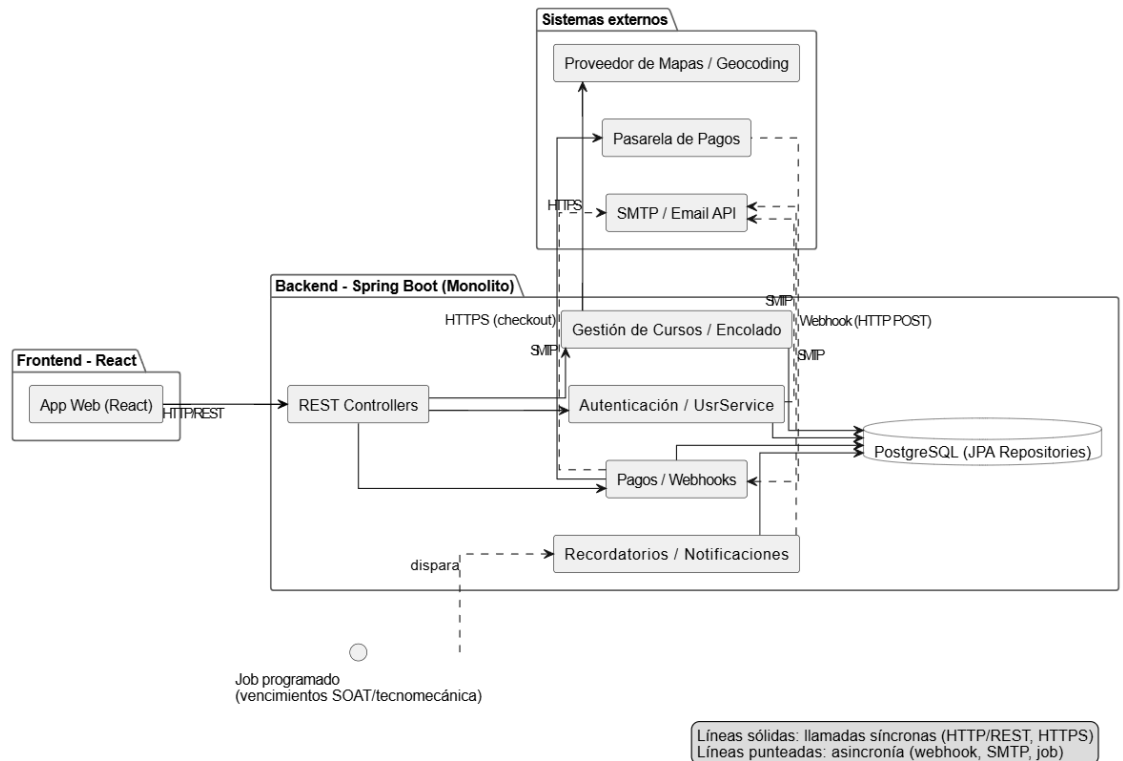 Sistemas externos
Proveedor de Mapas / Geocoding
Pasarela de Pagos
HTTPS
SMTP / Email API
Backend - Spring Boot (Monolito)
SMTP
HTTPS (checkout)
Webhook (HTTP POST)
Gestión de Cursos / Encolado
SMTP
SMTP
Frontend - React
App Web (React)
HTTP/REST
REST Controllers
Autenticación / UsrService
PostgreSQL (JPA Repositories)
Pagos / Webhooks
Recordatorios / Notificaciones
dispara
Job programado
(vencimientos SOAT/tecnomecánica)
Líneas sólidas: llamadas síncronas (HTTP/REST, HTTPS)
Líneas punteadas: asincronía (webhook, SMTP, job)